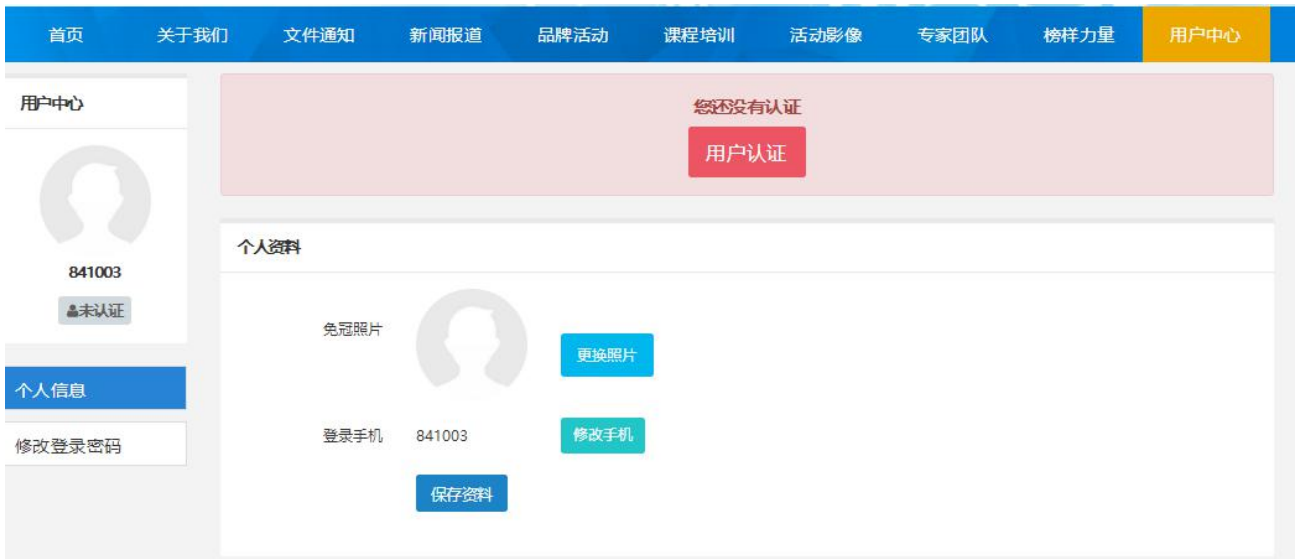 首页 关于我们 文件通知 新闻报道 品牌活动 课程培训 活动影像 专家团队 榜样力量 用户中心
用户中心
841003
未认证
个人信息
修改登录密码
您还没有认证
用户认证
个人资料
免冠照片
更换照片
登录手机 841003 修改手机
保存资料